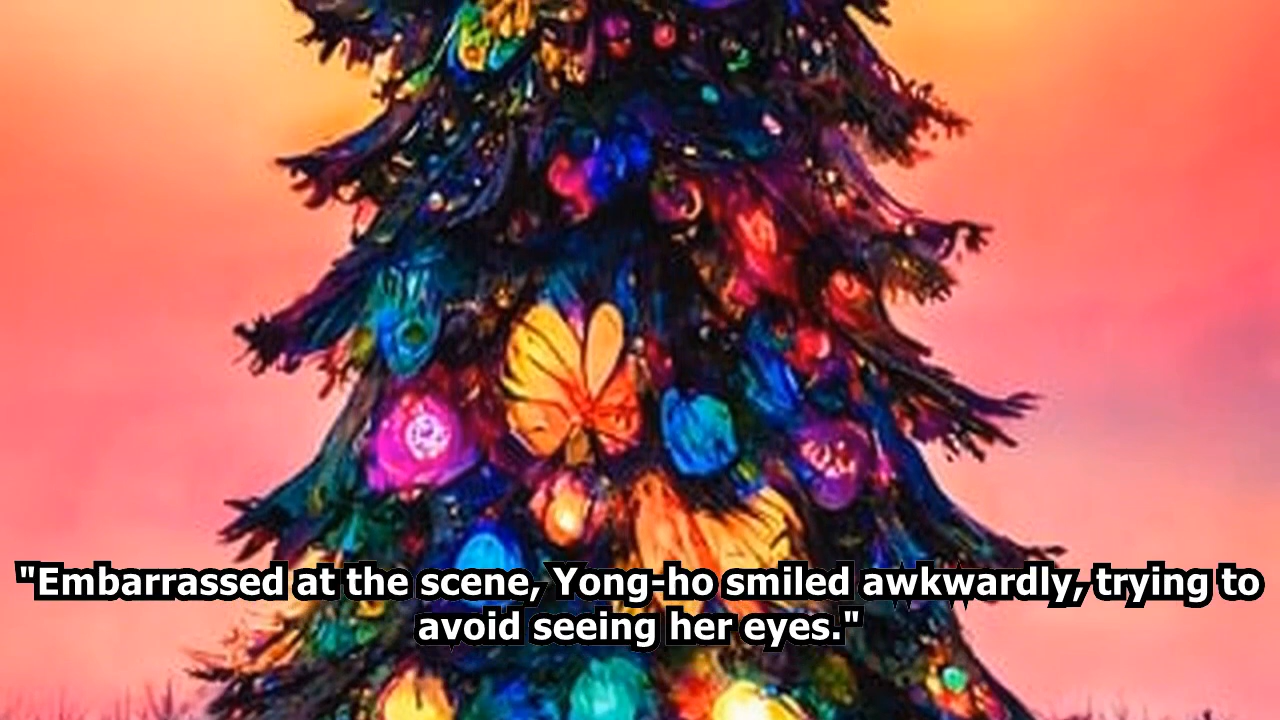 "Embarrassed at the scene, Yong-ho smiled awkwardly, trying to
avoid seeing her eyes."